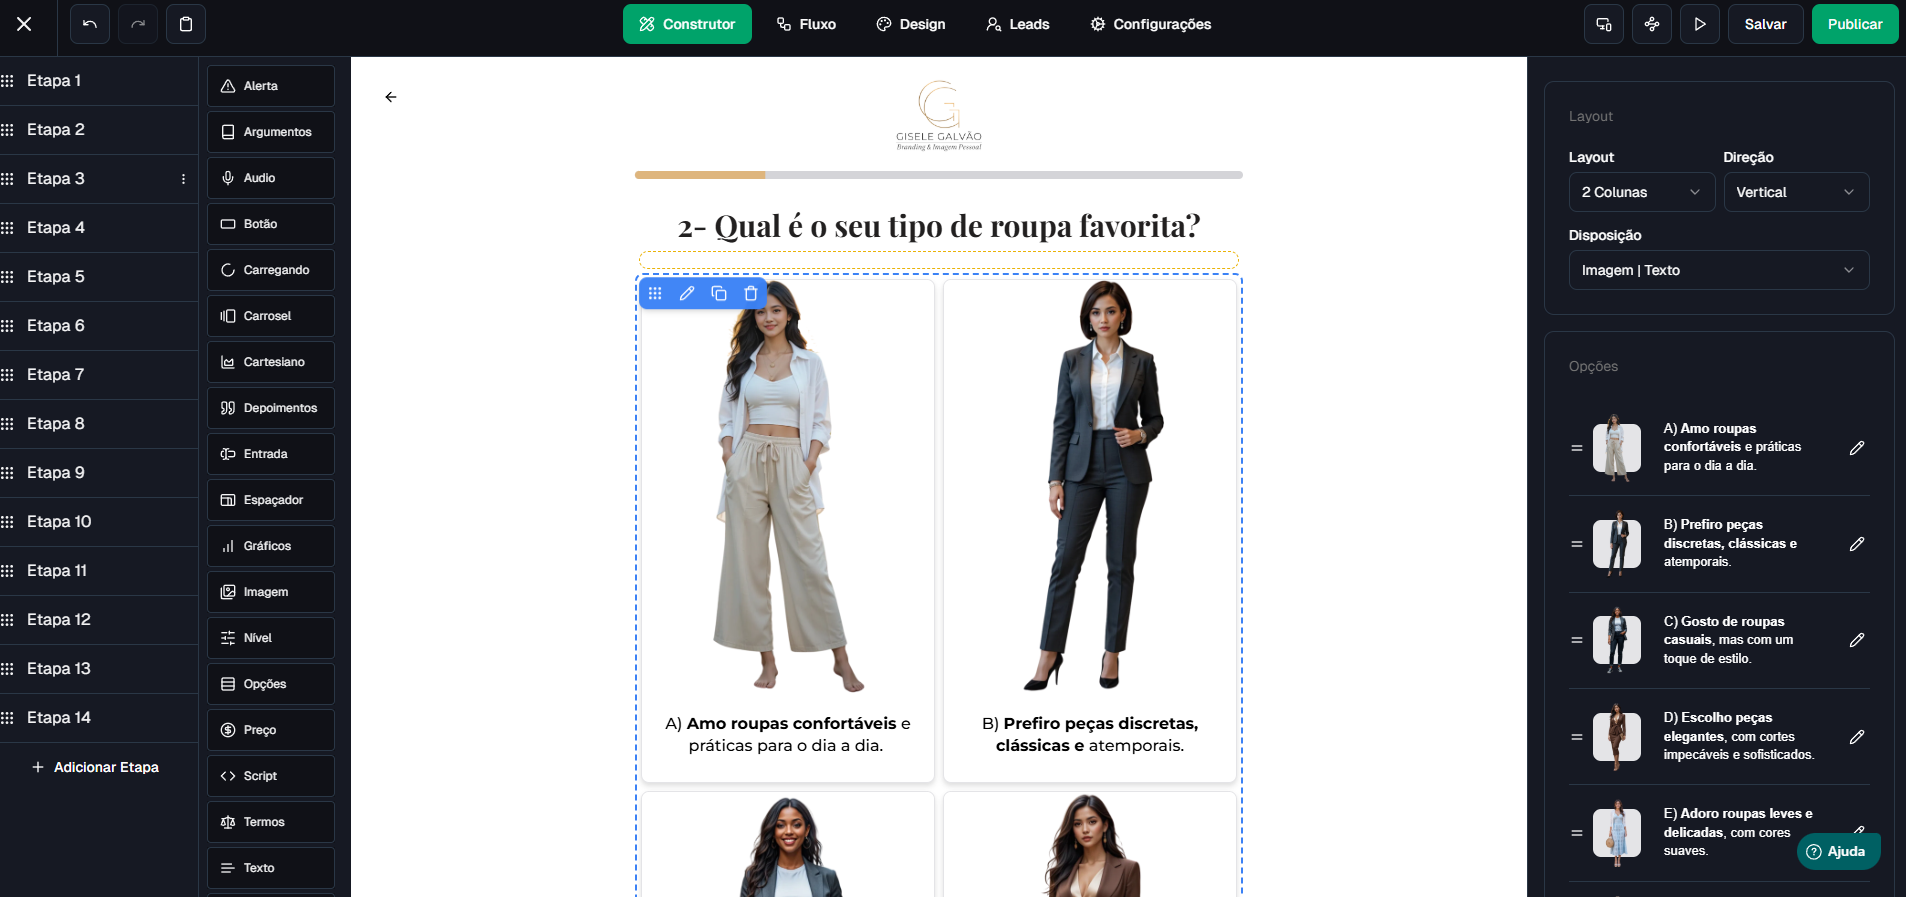 Construtor
Fluxo
Design
Leads
Configurações
Salvar
Publicar
Etapa 1
Etapa 2
Etapa 3
Etapa 4
Etapa 5
Etapa 6
Etapa 7
Etapa 8
Etapa 9
Etapa 10
Etapa 11
Etapa 12
Etapa 13
Etapa 14
Adicionar Etapa
Alerta
Argumentos
Audio
Botão
Carregando
Carrosel
Cartesiano
Depoimentos
Entrada
Espaçador
Gráficos
Imagem
Nível
Opções
Preço
Script
Termos
Texto
GISELE GALVÃO
Branding & Imagem Pessoal
2- Qual é o seu tipo de roupa favorita?
A) Amo roupas confortáveis e
práticas para o dia a dia.
B) Prefiro peças discretas,
clássicas e atemporais.
Layout
Layout
Direção
2 Colunas
Vertical
Disposição
Imagem | Texto
Opções
A) Amo roupas
confortáveis e práticas
para o dia a dia.
B) Prefiro peças
discretas, clássicas e
atemporais.
C) Gosto de roupas
casuais, mas com um
toque de estilo.
D) Escolho peças
elegantes, com cortes
impecáveis e sofisticados.
E) Adoro roupas leves e
delicadas, com cores
suaves.
Ajuda